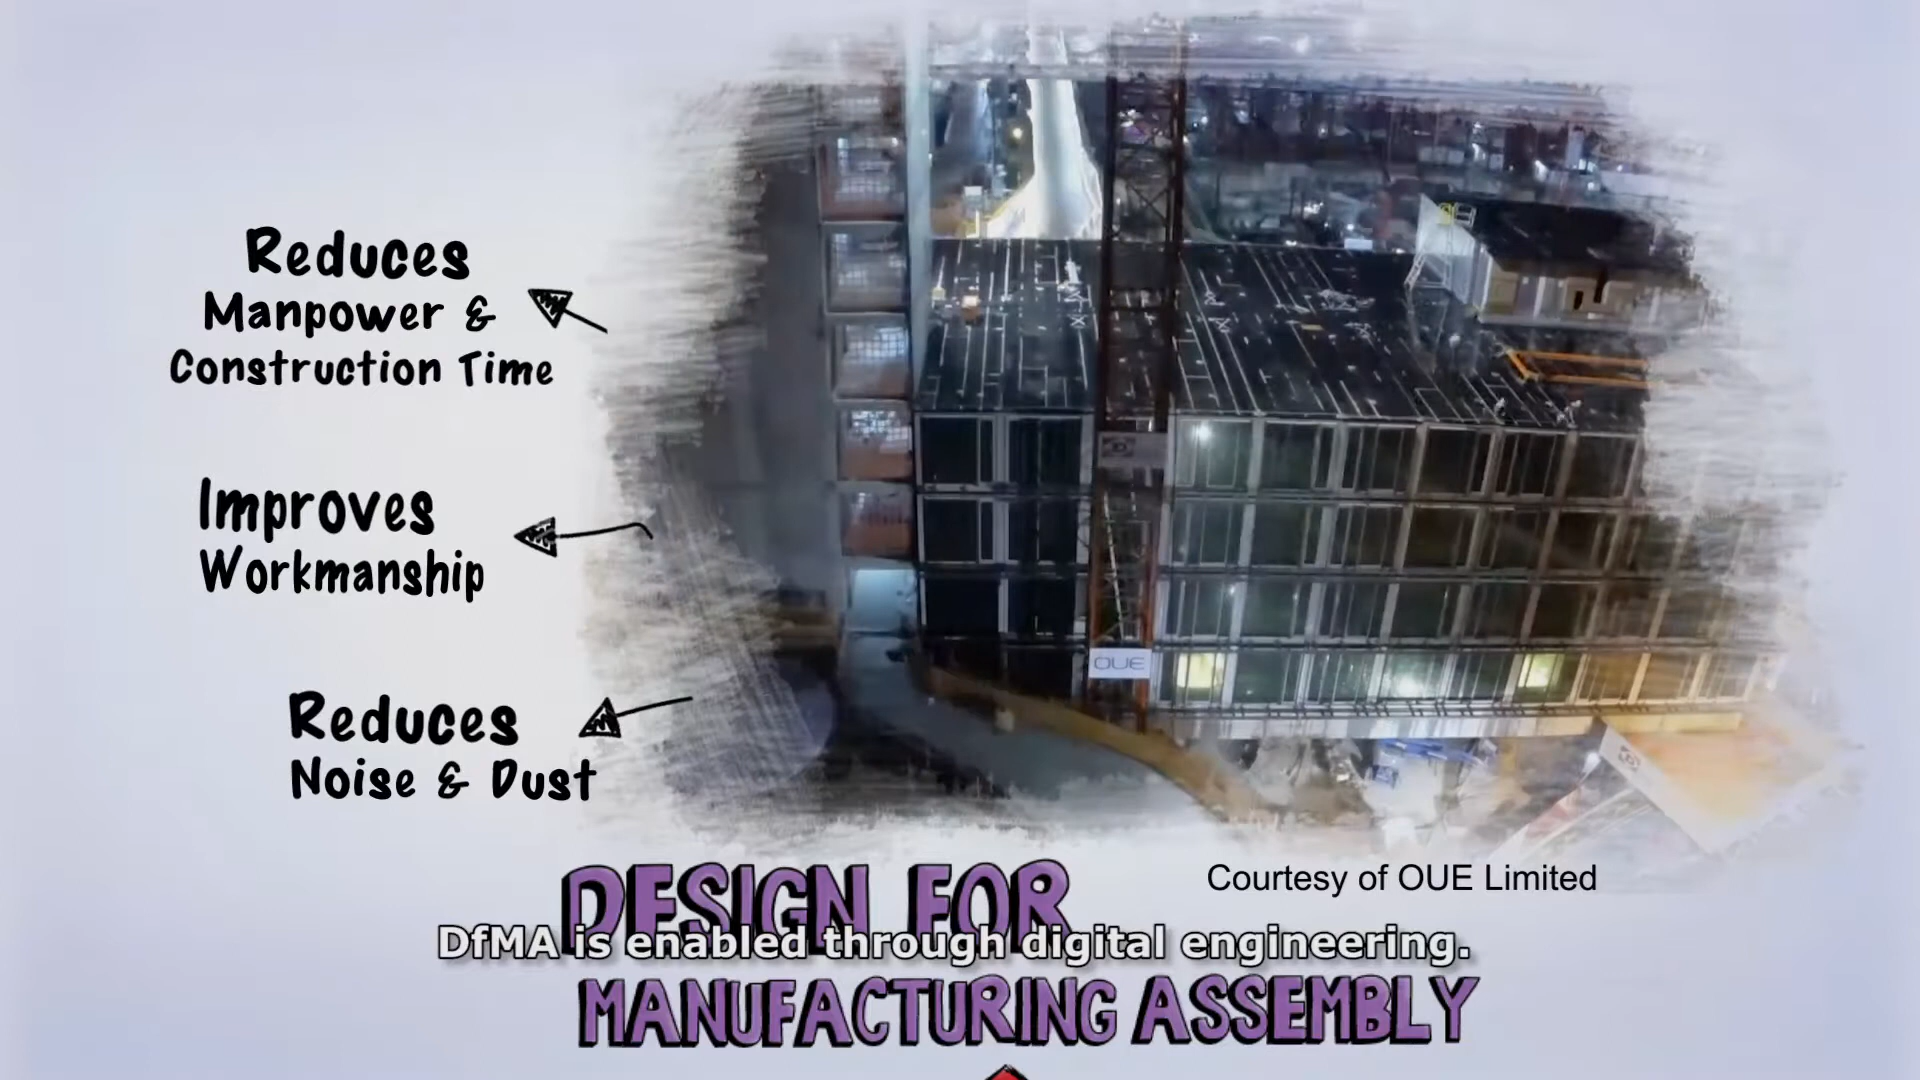 Reduces
Manpower &
Construction Time
Improves
Workmanship
Reduces
Noise & Dust
OUE
Courtesy of OUE Limited
DESIGN FOR
DfMA is enabled through digital engineering.
MANUFACTURING ASSEMBLY